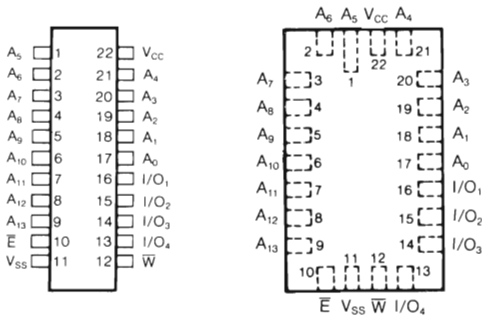 A₅ 1 22 V_CC
A₆ 2 21 A₄
A₇ 3 20 A₃
A₈ 4 19 A₂
A₉ 5 18 A₁
A₁₀ 6 17 A₀
A₁₁ 7 16 I/O₁
A₁₂ 8 15 I/O₂
A₁₃ 9 14 I/O₃
E̅ 10 13 I/O₄
V_SS 11 12 W̅
A₆ A₅ V_CC A₄
2 1 22 21
A₇ 3 20 A₃
A₈ 4 19 A₂
A₉ 5 18 A₁
A₁₀ 6 17 A₀
A₁₁ 7 16 I/O₁
A₁₂ 8 15 I/O₂
A₁₃ 9 14 I/O₃
10 11 12 13
E̅ V_SS W̅ I/O₄